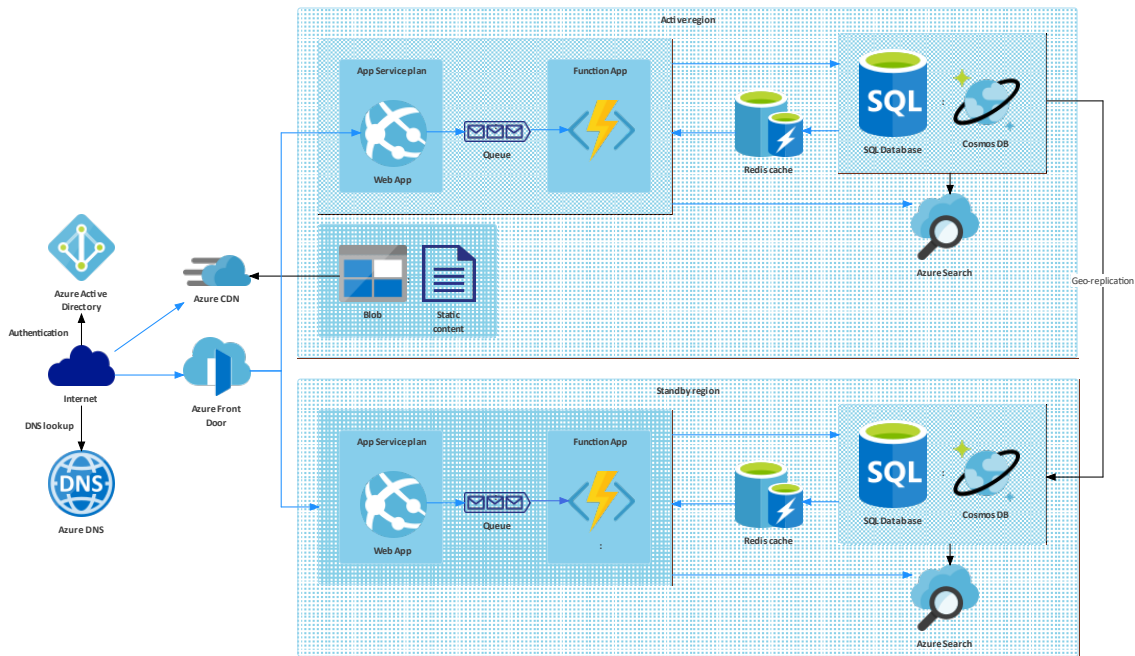 Active region
App Service plan
Function App
Web App
Queue
Redis cache
SQL
SQL Database
:
Cosmos DB
Azure Search
Azure Active
Directory
Authentication
Internet
DNS lookup
DNS
Azure DNS
Azure CDN
Azure Front
Door
Blob
:
Static
content
Geo-replication
Standby region
App Service plan
Function App
Web App
Queue
:
Redis cache
SQL
SQL Database
:
Cosmos DB
Azure Search